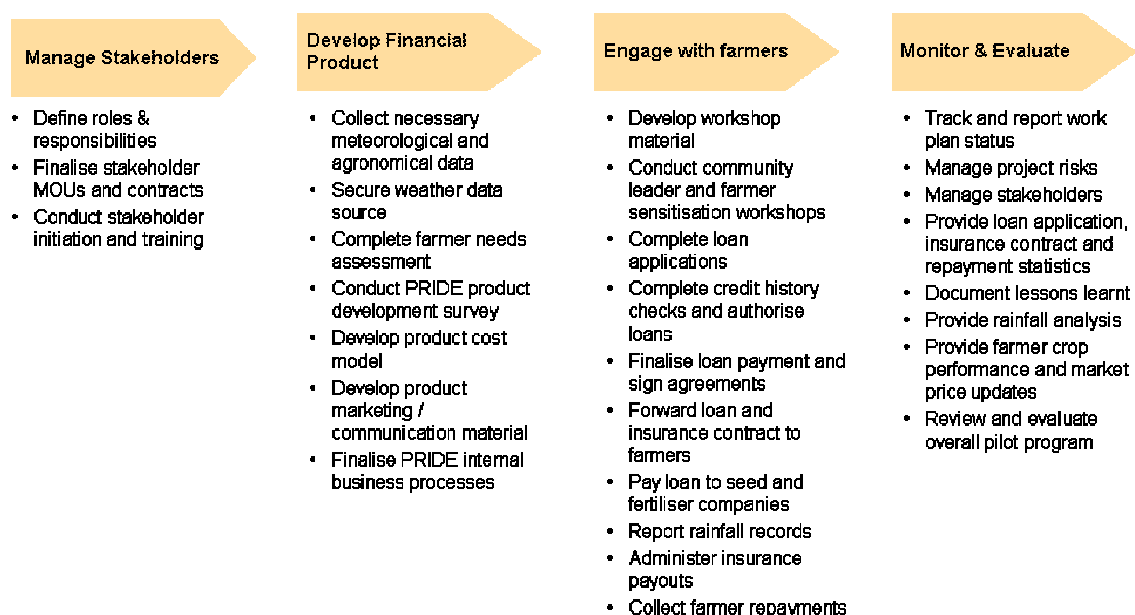 Manage Stakeholders
• Define roles &
responsibilities
• Finalise stakeholder
MOUs and contracts
• Conduct stakeholder
initiation and training
Develop Financial
Product
• Collect necessary
meteorological and
agronomical data
• Secure weather data
source
• Complete farmer needs
assessment
• Conduct PRIDE product
development survey
• Develop product cost
model
• Develop product
marketing /
communication material
• Finalise PRIDE internal
business processes
Engage with farmers
• Develop workshop
material
• Conduct community
leader and farmer
sensitisation workshops
• Complete loan
applications
• Complete credit history
checks and authorise
loans
• Finalise loan payment and
sign agreements
• Forward loan and
insurance contract to
farmers
• Pay loan to seed and
fertiliser companies
• Report rainfall records
• Administer insurance
payouts
• Collect farmer repayments
Monitor & Evaluate
• Track and report work
plan status
• Manage project risks
• Manage stakeholders
• Provide loan application,
insurance contract and
repayment statistics
• Document lessons learnt
• Provide rainfall analysis
• Provide farmer crop
performance and market
price updates
• Review and evaluate
overall pilot program